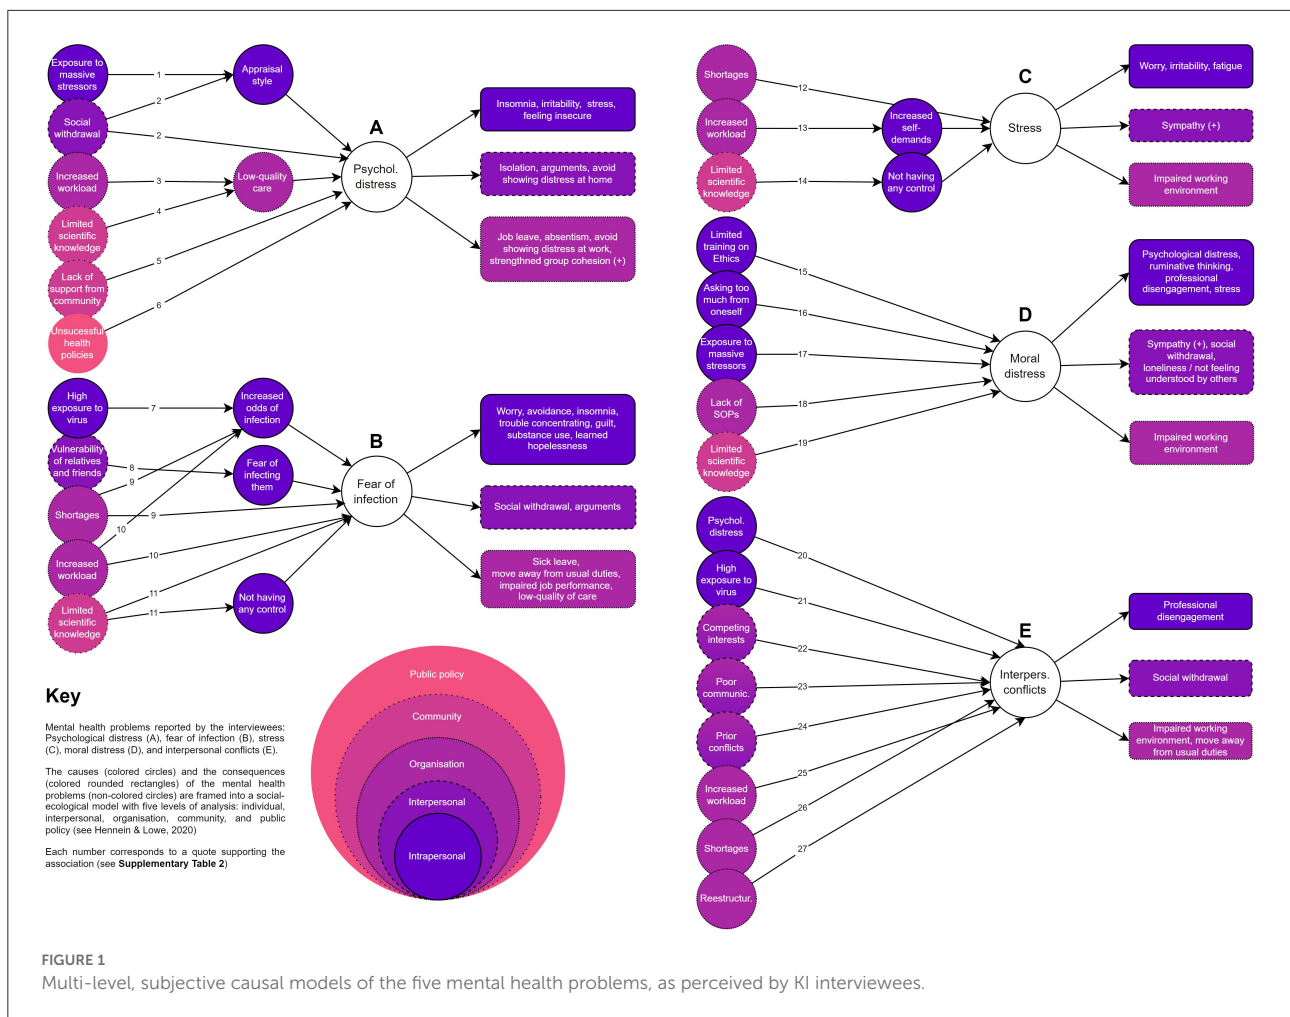 Exposure to
massive
stressors
1
Appraisal
style
2
Social
withdrawal
2
A
Increased
workload
3
Low-quality
care
Psychol.
distress
4
Limited
scientific
knowledge
5
Lack of
support from
community
6
Unsucessful
health
policies
Insomnia, irritability, stress,
feeling insecure
Isolation, arguments, avoid
showing distress at home
Job leave, absentism, avoid
showing distress at work,
strengthned group cohesion (+)
High
exposure to
virus
7
Increased
odds of
infection
Vulnerability
of relatives
and friends
8
9
Fear of
infecting
them
B
Fear of
infection
Shortages
9
10
Increased
workload
10
11
Limited
scientific
knowledge
11
Not having
any control
Worry, avoidance, insomnia,
trouble concentrating, guilt,
substance use, learned
hopelessness
Social withdrawal, arguments
Sick leave,
move away from usual duties,
impaired job performance,
low-quality of care
Key
Mental health problems reported by the interviewees:
Psychological distress (A), fear of infection (B), stress
(C), moral distress (D), and interpersonal conflicts (E).
The causes (colored circles) and the consequences
(colored rounded rectangles) of the mental health
problems (non-colored circles) are framed into a social-
ecological model with five levels of analysis: individual,
interpersonal, organisation, community, and public
policy (see Hennein & Lowe, 2020)
Each number corresponds to a quote supporting the
association (see Supplementary Table 2)
Public policy
Community
Organisation
Interpersonal
Intrapersonal
Shortages
12
C
Increased
workload
13
Increased
self-
demands
Stress
Limited
scientific
knowledge
14
Not having
any control
Worry, irritability, fatigue
Sympathy (+)
Impaired working
environment
Limited
training on
Ethics
15
Asking too
much from
oneself
16
D
Exposure to
massive
stressors
17
Moral
distress
Lack of
SOPs
18
Limited
scientific
knowledge
19
Psychological distress,
ruminative thinking,
professional
disengagement, stress
Sympathy (+), social
withdrawal,
loneliness / not feeling
understood by others
Impaired working
environment
Psychol.
distress
20
High
exposure to
virus
21
Competing
interests
22
E
Poor
communic.
23
Interpers.
conflicts
Prior
conflicts
24
Increased
workload
25
26
Shortages
27
Reestructur.
Professional
disengagement
Social withdrawal
Impaired working
environment, move away
from usual duties
FIGURE 1
Multi-level, subjective causal models of the five mental health problems, as perceived by KI interviewees.